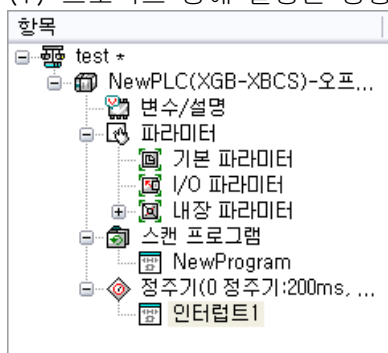 항목
test *
NewPLC(XGB-XBCS)-오프...
변수/설명
파라미터
기본 파라미터
I/O 파라미터
내장 파라미터
스캔 프로그램
NewProgram
정주기(0 정주기:200ms, ...
인터럽트1